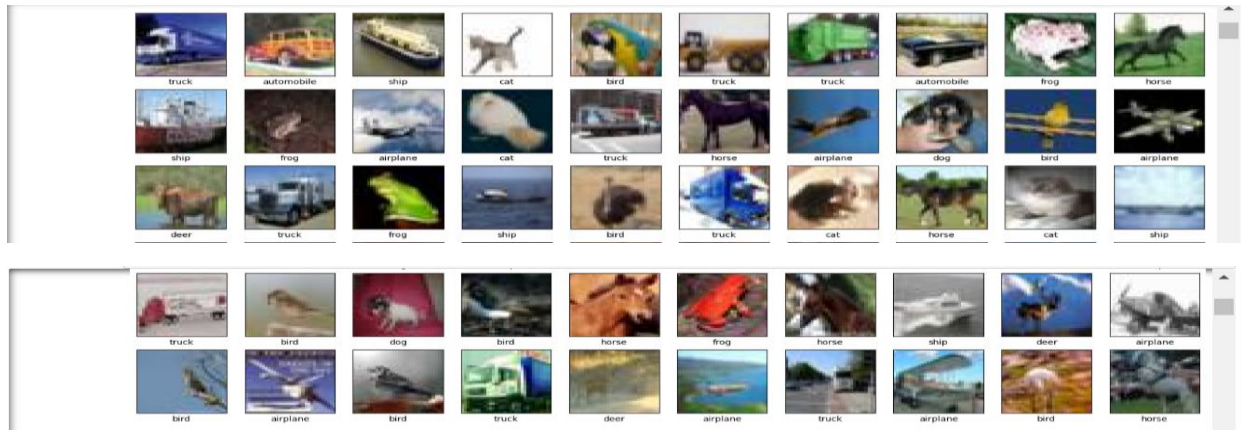 truck automobile ship cat bird truck truck automobile frog horse
ship frog airplane cat truck horse airplane dog bird airplane
deer truck frog ship bird truck cat horse cat ship
truck bird dog bird horse frog horse ship deer airplane
bird airplane bird truck deer airplane truck airplane bird horse